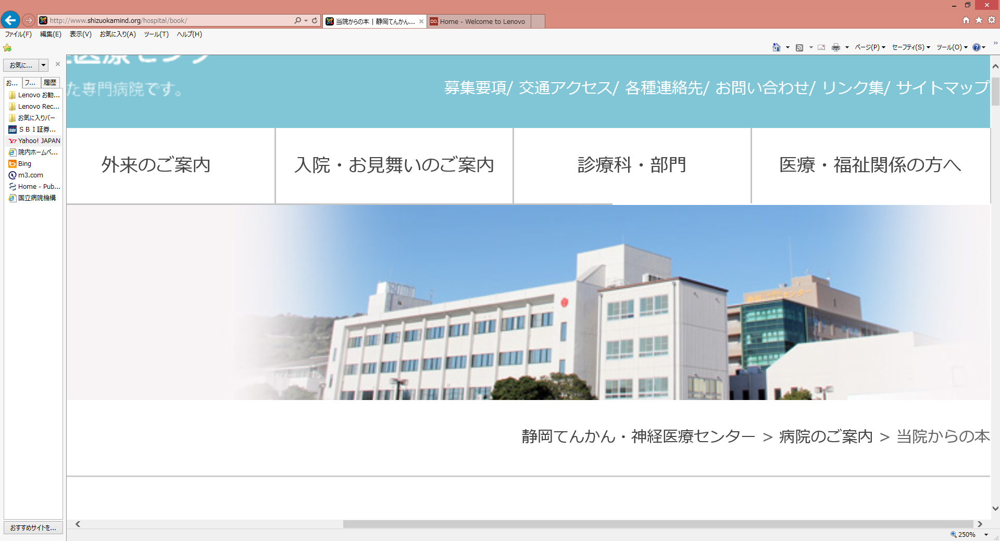 http://www.shizuokamind.org/hospital/book/
当院からの本 | 静岡てんかん...
Home - Welcome to Lenovo
ファイル(F) 編集(E) 表示(V) お気に入り(A) ツール(T) ヘルプ(H)
ページ(P) セーフティ(S) ツール(O)
お気に...
お... フ... 履歴
Lenovo お勧...
Lenovo Rec...
お気に入りバー
ＳＢＩ証券...
Yahoo! JAPAN
院内ホームペ...
Bing
m3.com
Home - Pub...
国立病院機構
おすすめサイトを...
医療センタ
た専門病院です。
募集要項/ 交通アクセス/ 各種連絡先/ お問い合わせ/ リンク集/ サイトマップ
外来のご案内
入院・お見舞いのご案内
診療科・部門
医療・福祉関係の方へ
静岡てんかん・神経医療センター > 病院のご案内 > 当院からの本
250%